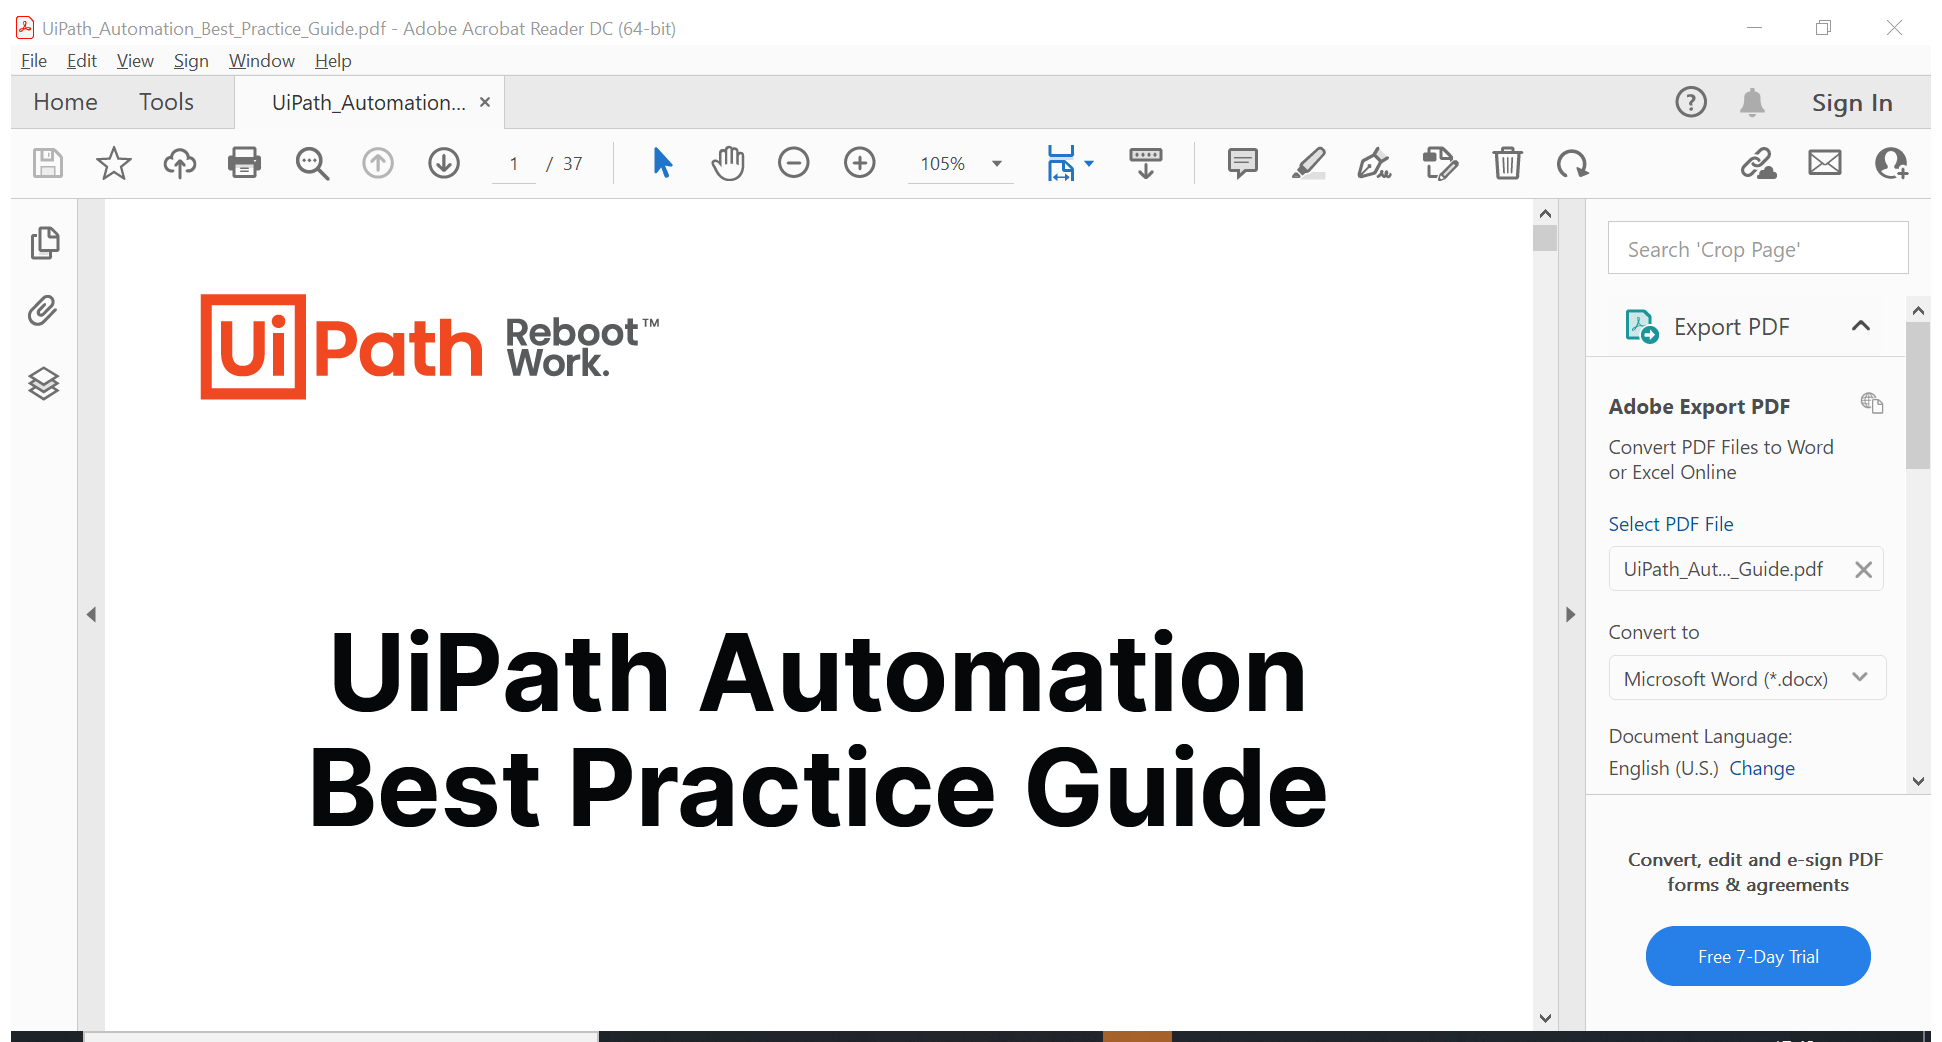 UiPath_Automation_Best_Practice_Guide.pdf - Adobe Acrobat Reader DC (64-bit)
File Edit View Sign Window Help
Home Tools UiPath_Automation... × Sign In
1 / 37 105%
Search 'Crop Page'
UiPath Reboot™
Work.
Export PDF
Adobe Export PDF
Convert PDF Files to Word
or Excel Online
Select PDF File
UiPath_Aut..._Guide.pdf
Convert to
Microsoft Word (*.docx)
Document Language:
English (U.S.) Change
UiPath Automation
Best Practice Guide
Convert, edit and e-sign PDF
forms & agreements
Free 7-Day Trial